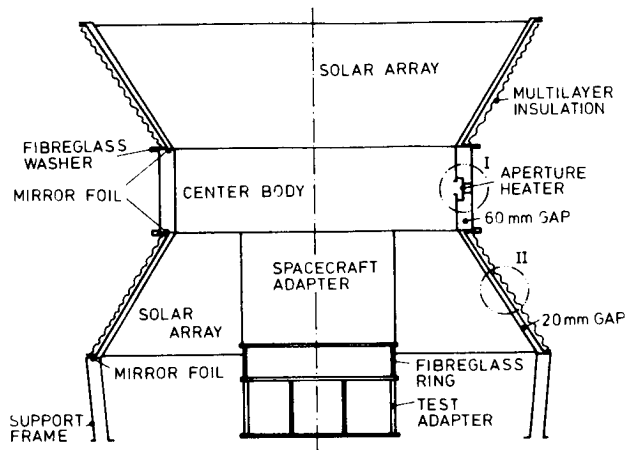 SOLAR ARRAY
MULTILAYER
INSULATION
FIBREGLASS
WASHER
I
MIRROR FOIL
CENTER BODY
APERTURE
HEATER
60 mm GAP
SPACECRAFT
ADAPTER
II
SOLAR
ARRAY
20 mm GAP
MIRROR FOIL
FIBREGLASS
RING
SUPPORT
FRAME
TEST
ADAPTER